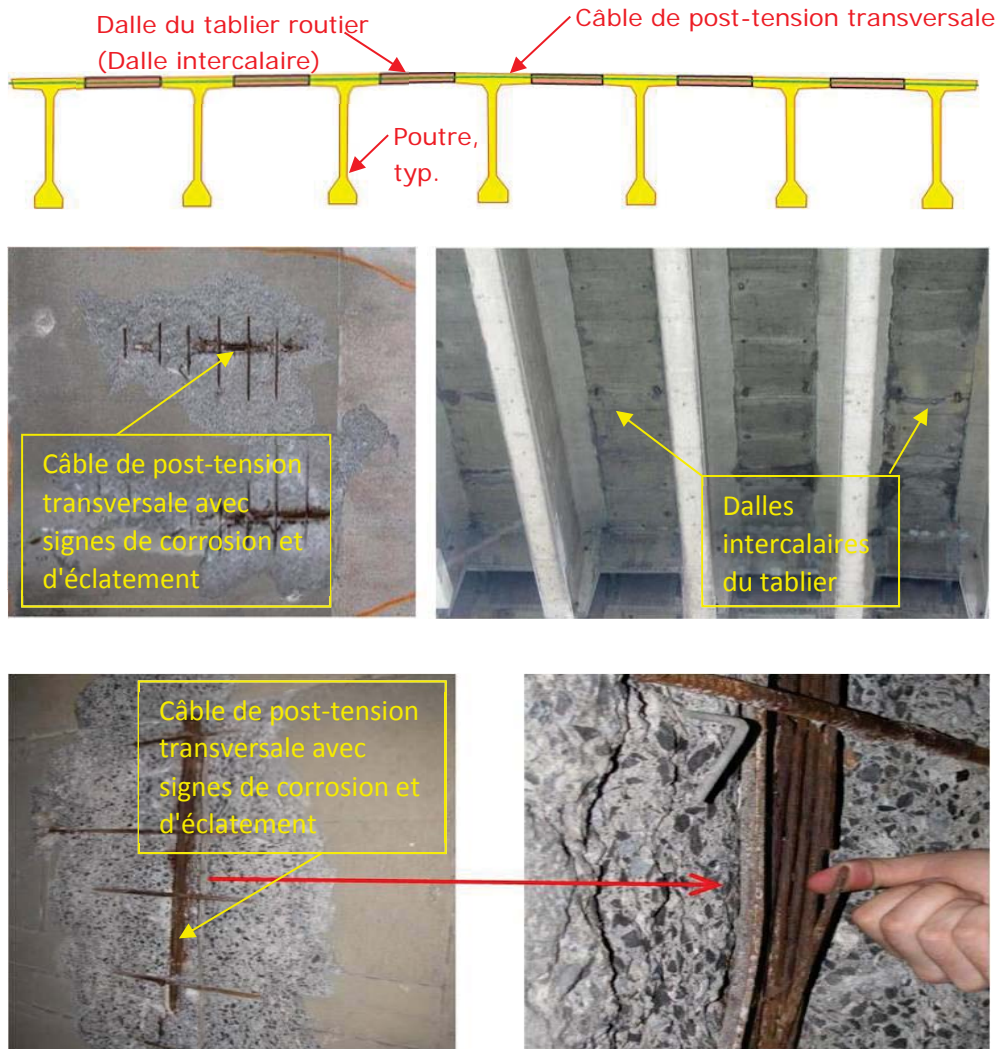 Dalle du tablier routier
(Dalle intercalaire)
Câble de post-tension transversale
Poutre,
typ.
Câble de post-tension
transversale avec
signes de corrosion et
d'éclatement
Dalles
intercalaires
du tablier
Câble de post-tension
transversale avec
signes de corrosion et
d'éclatement